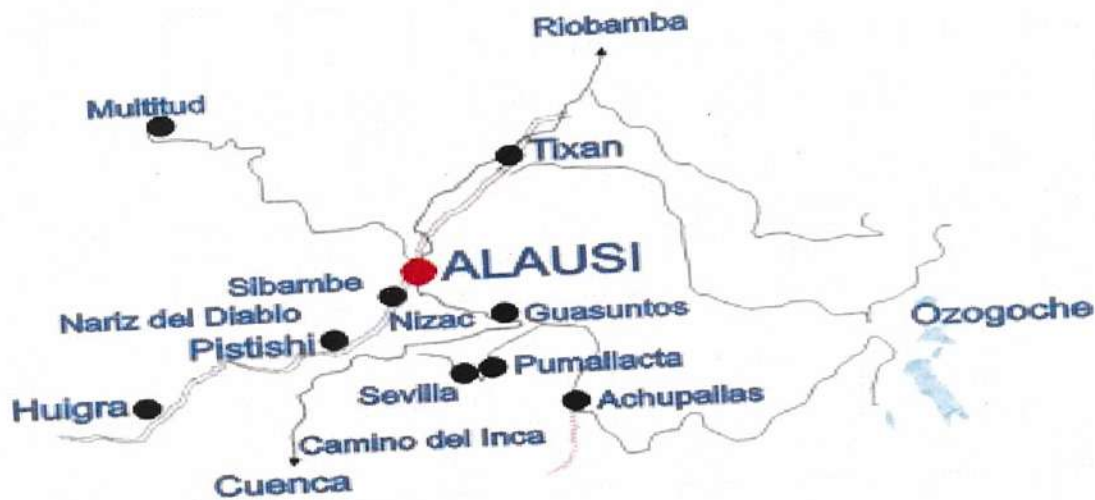 Riobamba
Multitud
Tixan
ALAUSI
Sibambe
Nariz del Diablo
Nizac
Guasuntos
Ozogoche
Pistishi
Pumallacta
Sevilla
Achupallas
Huigra
Camino del Inca
Cuenca